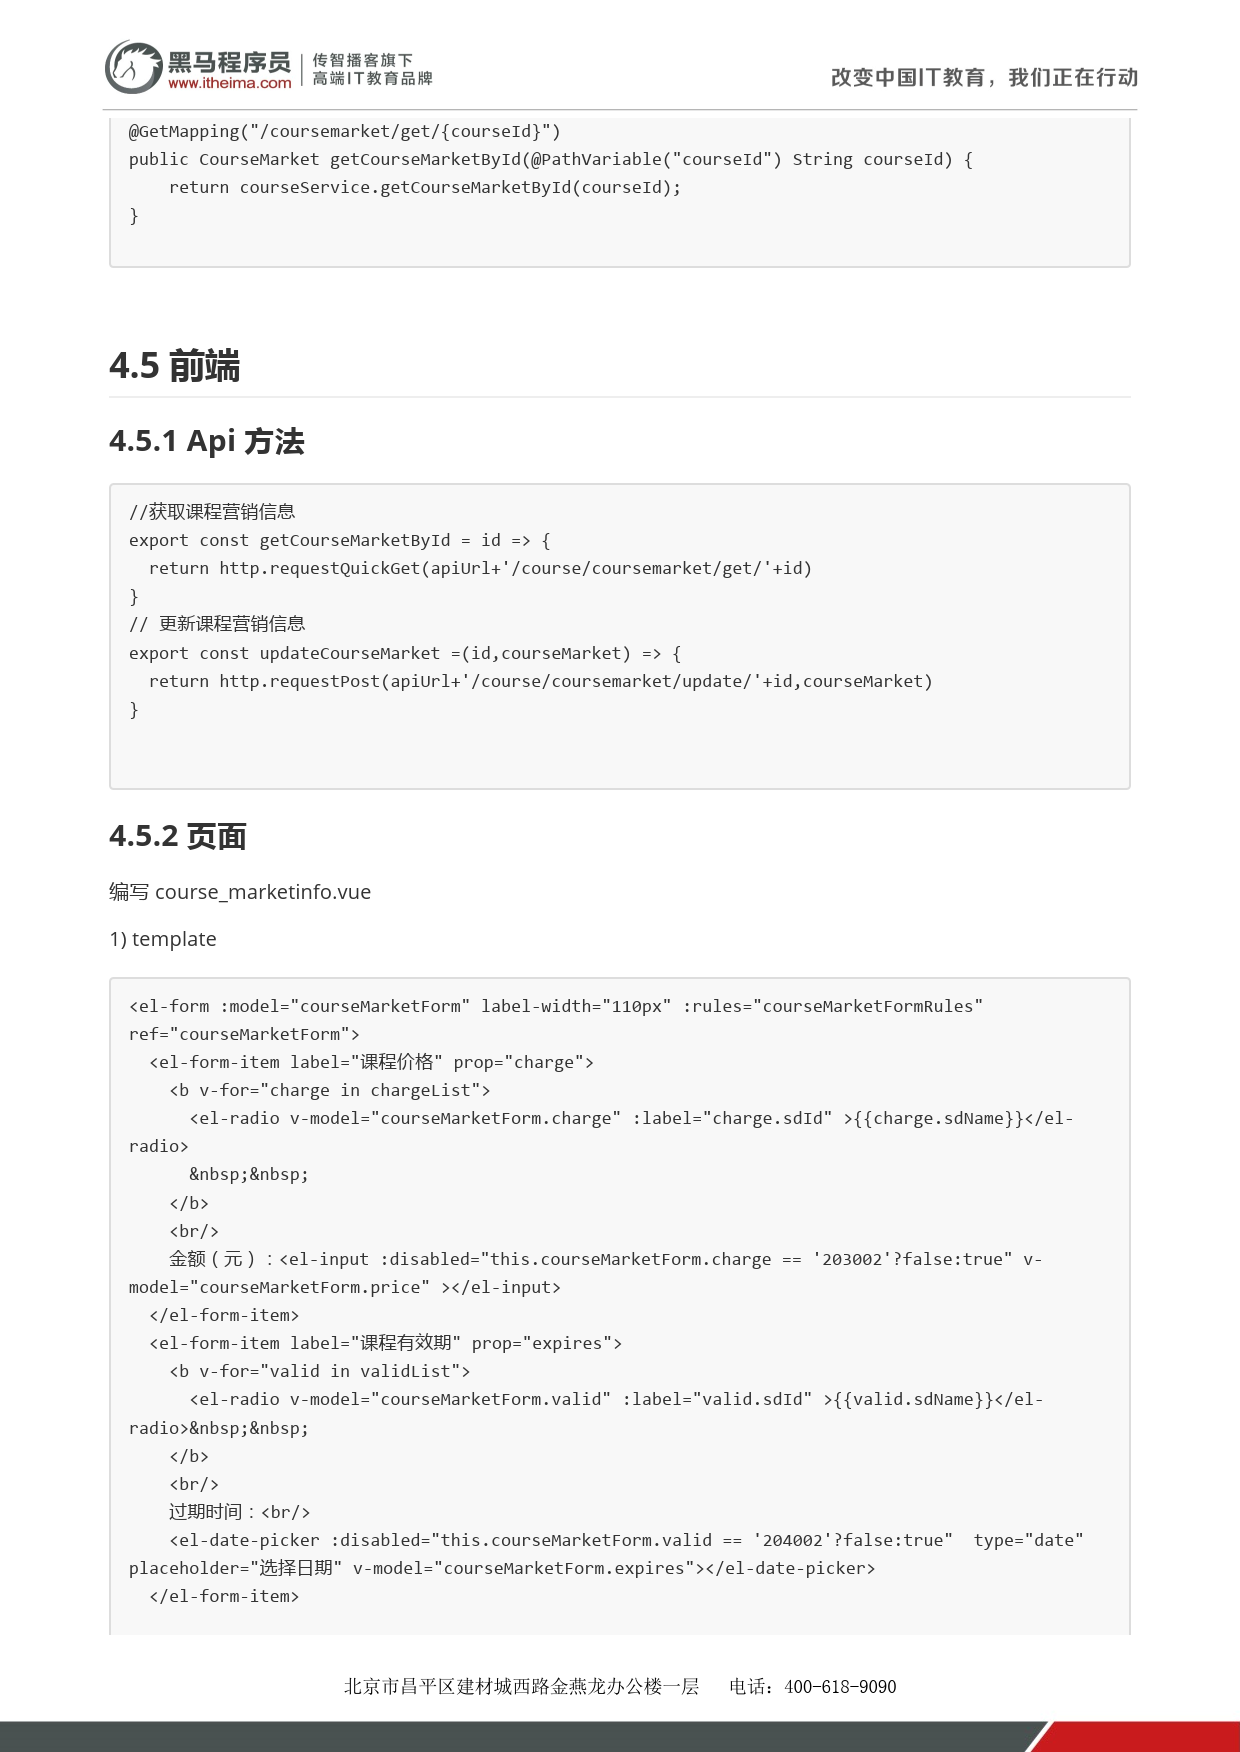 黑马程序员 传智播客旗下
www.itheima.com 高端IT教育品牌
改变中国IT教育，我们正在行动
@GetMapping("/coursemarket/get/{courseId}")
public CourseMarket getCourseMarketById(@PathVariable("courseId") String courseId) {
    return courseService.getCourseMarketById(courseId);
}
4.5 前端
4.5.1 Api 方法
//获取课程营销信息
export const getCourseMarketById = id => {
  return http.requestQuickGet(apiUrl+'/course/coursemarket/get/'+id)
}
// 更新课程营销信息
export const updateCourseMarket =(id,courseMarket) => {
  return http.requestPost(apiUrl+'/course/coursemarket/update/'+id,courseMarket)
}
4.5.2 页面
编写 course_marketinfo.vue
1) template
<el-form :model="courseMarketForm" label-width="110px" :rules="courseMarketFormRules"
ref="courseMarketForm">
  <el-form-item label="课程价格" prop="charge">
    <b v-for="charge in chargeList">
      <el-radio v-model="courseMarketForm.charge" :label="charge.sdId" >{{charge.sdName}}</el-
radio>
      &nbsp;&nbsp;
    </b>
    <br/>
    金额（元）：<el-input :disabled="this.courseMarketForm.charge == '203002'?false:true" v-
model="courseMarketForm.price" ></el-input>
  </el-form-item>
  <el-form-item label="课程有效期" prop="expires">
    <b v-for="valid in validList">
      <el-radio v-model="courseMarketForm.valid" :label="valid.sdId" >{{valid.sdName}}</el-
radio>&nbsp;&nbsp;
    </b>
    <br/>
    过期时间：<br/>
    <el-date-picker :disabled="this.courseMarketForm.valid == '204002'?false:true"  type="date"
placeholder="选择日期" v-model="courseMarketForm.expires"></el-date-picker>
  </el-form-item>
北京市昌平区建材城西路金燕龙办公楼一层   电话：400-618-9090